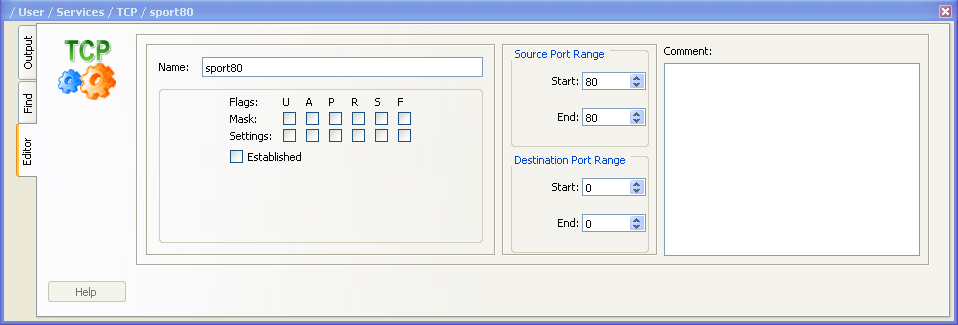 / User / Services / TCP / sport80
Output
Find
Editor
TCP
Help
Name: sport80
Flags: U A P R S F
Mask:
Settings:
Established
Source Port Range
Start: 80
End: 80
Destination Port Range
Start: 0
End: 0
Comment: